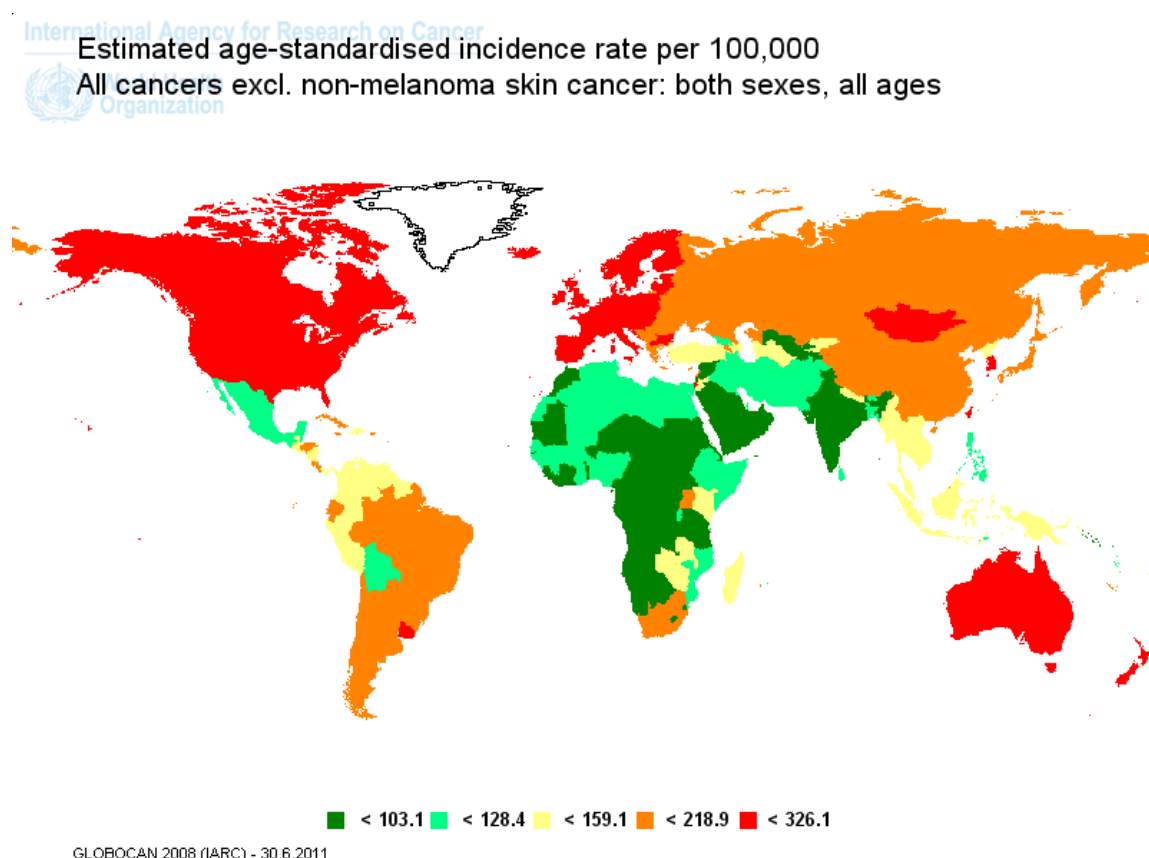 International Agency for Research on Cancer
Estimated age-standardised incidence rate per 100,000
All cancers excl. non-melanoma skin cancer: both sexes, all ages
World Health
Organization
< 103.1 < 128.4 < 159.1 < 218.9 < 326.1
GLOBOCAN 2008 (IARC) - 30.6.2011